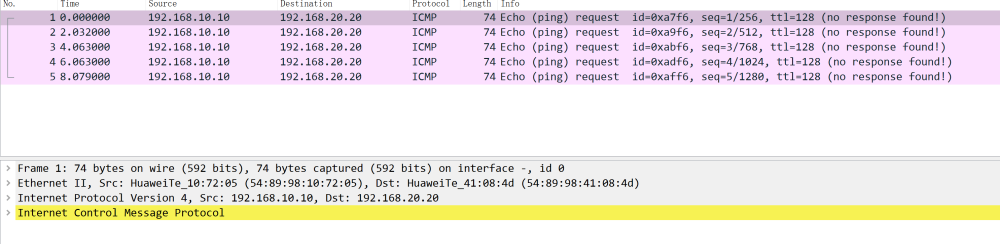 No. Time Source Destination Protocol Length Info
1 0.000000 192.168.10.10 192.168.20.20 ICMP 74 Echo (ping) request id=0xa7f6, seq=1/256, ttl=128 (no response found!)
2 2.032000 192.168.10.10 192.168.20.20 ICMP 74 Echo (ping) request id=0xa9f6, seq=2/512, ttl=128 (no response found!)
3 4.063000 192.168.10.10 192.168.20.20 ICMP 74 Echo (ping) request id=0xabf6, seq=3/768, ttl=128 (no response found!)
4 6.063000 192.168.10.10 192.168.20.20 ICMP 74 Echo (ping) request id=0xadf6, seq=4/1024, ttl=128 (no response found!)
5 8.079000 192.168.10.10 192.168.20.20 ICMP 74 Echo (ping) request id=0xaff6, seq=5/1280, ttl=128 (no response found!)
Frame 1: 74 bytes on wire (592 bits), 74 bytes captured (592 bits) on interface -, id 0
Ethernet II, Src: HuaweiTe_10:72:05 (54:89:98:10:72:05), Dst: HuaweiTe_41:08:4d (54:89:98:41:08:4d)
Internet Protocol Version 4, Src: 192.168.10.10, Dst: 192.168.20.20
Internet Control Message Protocol